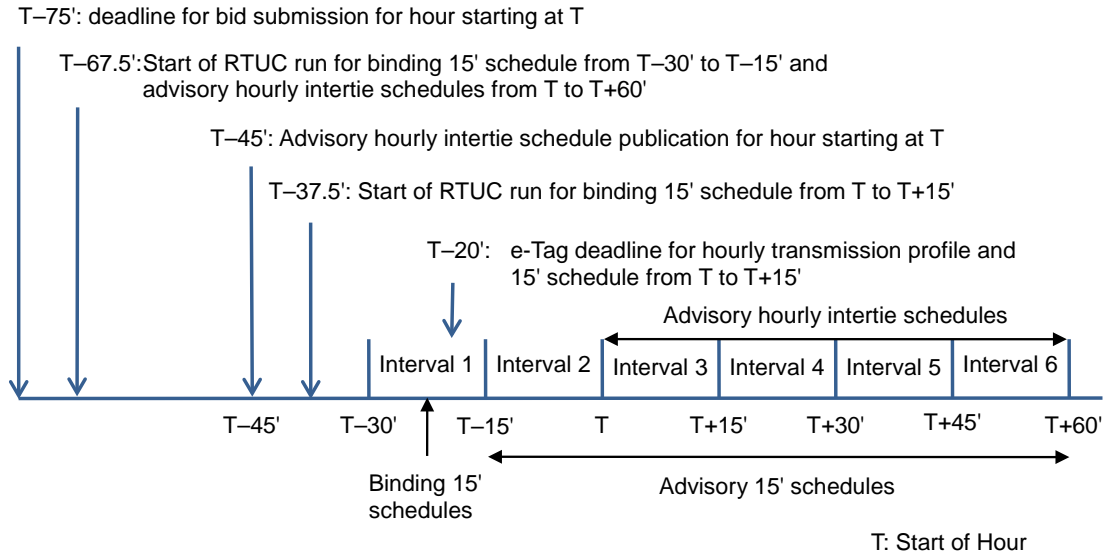 T–75': deadline for bid submission for hour starting at T
T–67.5':Start of RTUC run for binding 15' schedule from T–30' to T–15' and
advisory hourly intertie schedules from T to T+60'
T–45': Advisory hourly intertie schedule publication for hour starting at T
T–37.5': Start of RTUC run for binding 15' schedule from T to T+15'
T–20': e-Tag deadline for hourly transmission profile and
15' schedule from T to T+15'
Advisory hourly intertie schedules
Interval 1 Interval 2 Interval 3 Interval 4 Interval 5 Interval 6
T–45' T–30' T–15' T T+15' T+30' T+45' T+60'
Binding 15'
schedules
Advisory 15' schedules
T: Start of Hour